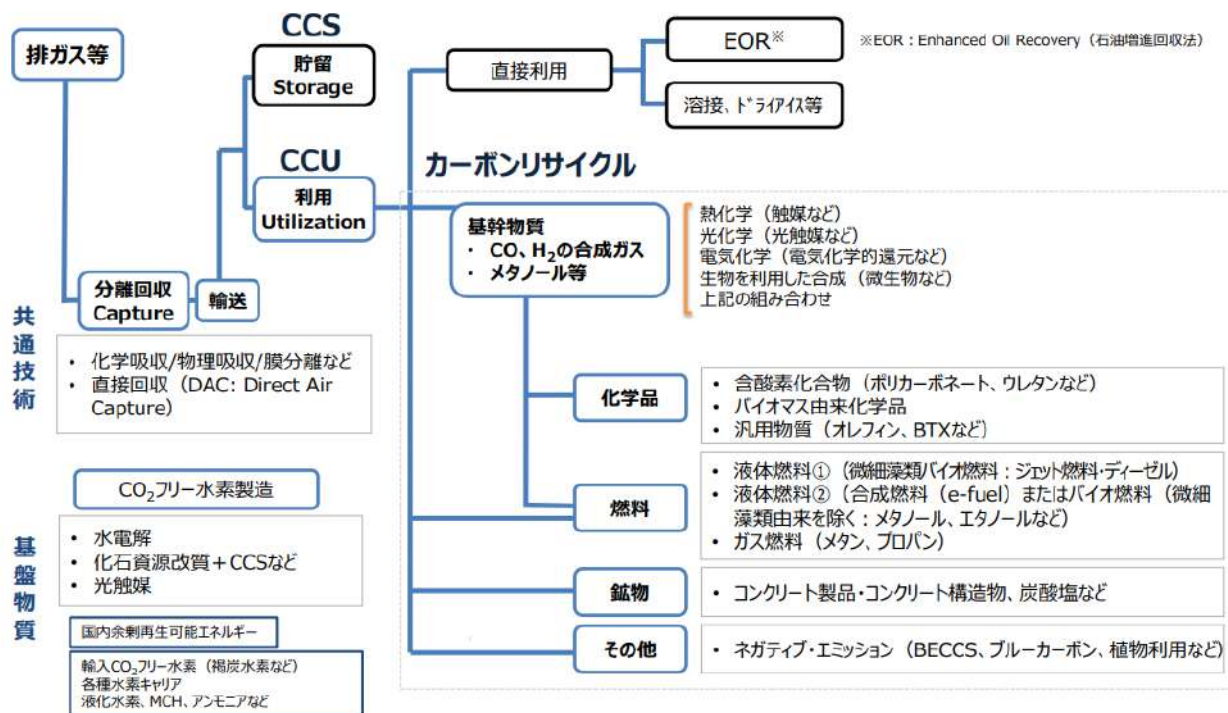 CCS
排ガス等
貯留
Storage
直接利用
EOR※
※EOR：Enhanced Oil Recovery（石油増進回収法）
溶接、ドライアイス等
CCU
利用
Utilization
カーボンリサイクル
基幹物質
・ CO、H2の合成ガス
・ メタノール等
熱化学（触媒など）
光化学（光触媒など）
電気化学（電気化学的還元など）
生物を利用した合成（微生物など）
上記の組み合わせ
分離回収
Capture
輸送
共通技術
・ 化学吸収/物理吸収/膜分離など
・ 直接回収（DAC: Direct Air
Capture）
化学品
・ 含酸素化合物（ポリカーボネート、ウレタンなど）
・ バイオマス由来化学品
・ 汎用物質（オレフィン、BTXなど）
燃料
・ 液体燃料①（微細藻類バイオ燃料：ジェット燃料・ディーゼル）
・ 液体燃料②（合成燃料（e-fuel）またはバイオ燃料（微細
藻類由来を除く：メタノール、エタノールなど）
・ ガス燃料（メタン、プロパン）
鉱物
・ コンクリート製品・コンクリート構造物、炭酸塩など
その他
・ ネガティブ・エミッション（BECCS、ブルーカーボン、植物利用など）
CO2フリー水素製造
基盤物質
・ 水電解
・ 化石資源改質＋CCSなど
・ 光触媒
国内余剰再生可能エネルギー
輸入CO2フリー水素（褐炭水素など）
各種水素キャリア
液化水素、MCH、アンモニアなど